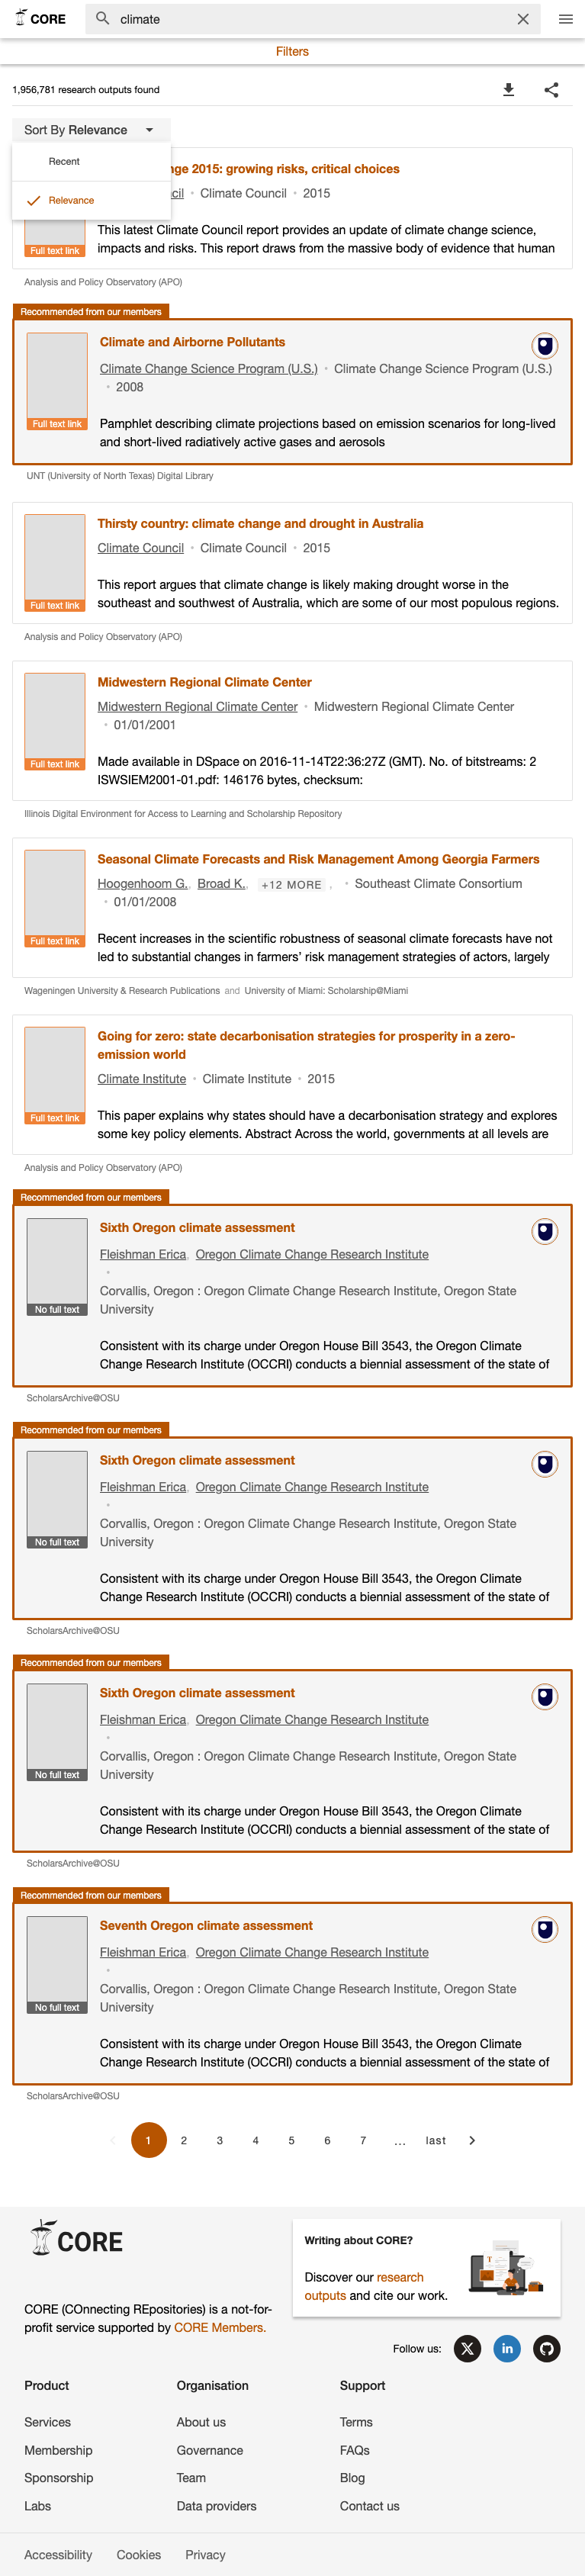 CORE
climate
Filters
1,956,781 research outputs found
Sort By Relevance
Recent
Relevance
nge 2015: growing risks, critical choices
cil • Climate Council • 2015
This latest Climate Council report provides an update of climate change science,
impacts and risks. This report draws from the massive body of evidence that human
Full text link
Analysis and Policy Observatory (APO)
Recommended from our members
Climate and Airborne Pollutants
Climate Change Science Program (U.S.) • Climate Change Science Program (U.S.)
• 2008
Pamphlet describing climate projections based on emission scenarios for long-lived
and short-lived radiatively active gases and aerosols
Full text link
UNT (University of North Texas) Digital Library
Thirsty country: climate change and drought in Australia
Climate Council • Climate Council • 2015
This report argues that climate change is likely making drought worse in the
southeast and southwest of Australia, which are some of our most populous regions.
Full text link
Analysis and Policy Observatory (APO)
Midwestern Regional Climate Center
Midwestern Regional Climate Center • Midwestern Regional Climate Center
• 01/01/2001
Made available in DSpace on 2016-11-14T22:36:27Z (GMT). No. of bitstreams: 2
ISWSIEM2001-01.pdf: 146176 bytes, checksum:
Full text link
Illinois Digital Environment for Access to Learning and Scholarship Repository
Seasonal Climate Forecasts and Risk Management Among Georgia Farmers
Hoogenhoom G., Broad K., +12 MORE , • Southeast Climate Consortium
• 01/01/2008
Recent increases in the scientific robustness of seasonal climate forecasts have not
led to substantial changes in farmers’ risk management strategies of actors, largely
Full text link
Wageningen University & Research Publications and University of Miami: Scholarship@Miami
Going for zero: state decarbonisation strategies for prosperity in a zero-
emission world
Climate Institute • Climate Institute • 2015
This paper explains why states should have a decarbonisation strategy and explores
some key policy elements. Abstract Across the world, governments at all levels are
Full text link
Analysis and Policy Observatory (APO)
Recommended from our members
Sixth Oregon climate assessment
Fleishman Erica, Oregon Climate Change Research Institute
•
Corvallis, Oregon : Oregon Climate Change Research Institute, Oregon State
University
No full text
Consistent with its charge under Oregon House Bill 3543, the Oregon Climate
Change Research Institute (OCCRI) conducts a biennial assessment of the state of
ScholarsArchive@OSU
Recommended from our members
Sixth Oregon climate assessment
Fleishman Erica, Oregon Climate Change Research Institute
•
Corvallis, Oregon : Oregon Climate Change Research Institute, Oregon State
University
No full text
Consistent with its charge under Oregon House Bill 3543, the Oregon Climate
Change Research Institute (OCCRI) conducts a biennial assessment of the state of
ScholarsArchive@OSU
Recommended from our members
Sixth Oregon climate assessment
Fleishman Erica, Oregon Climate Change Research Institute
•
Corvallis, Oregon : Oregon Climate Change Research Institute, Oregon State
University
No full text
Consistent with its charge under Oregon House Bill 3543, the Oregon Climate
Change Research Institute (OCCRI) conducts a biennial assessment of the state of
ScholarsArchive@OSU
Recommended from our members
Seventh Oregon climate assessment
Fleishman Erica, Oregon Climate Change Research Institute
•
Corvallis, Oregon : Oregon Climate Change Research Institute, Oregon State
University
No full text
Consistent with its charge under Oregon House Bill 3543, the Oregon Climate
Change Research Institute (OCCRI) conducts a biennial assessment of the state of
ScholarsArchive@OSU
1 2 3 4 5 6 7 ... last
CORE
CORE (COnnecting REpositories) is a not-for-
profit service supported by CORE Members.
Writing about CORE?
Discover our research
outputs and cite our work.
Follow us:
Product
Services
Membership
Sponsorship
Labs
Organisation
About us
Governance
Team
Data providers
Support
Terms
FAQs
Blog
Contact us
Accessibility Cookies Privacy